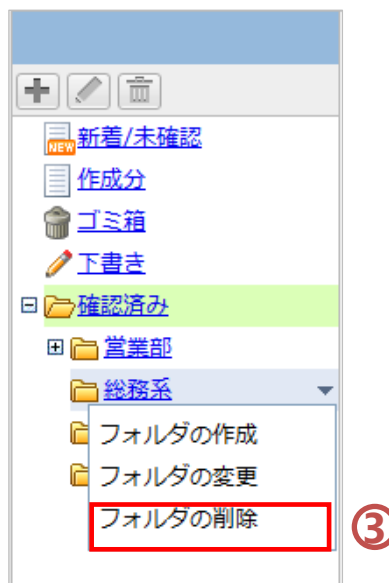 NEW 新着/未確認
作成分
ゴミ箱
下書き
確認済み
営業部
総務系
フォルダの作成
フォルダの変更
フォルダの削除
③